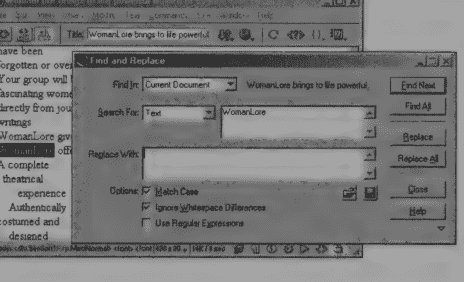 Title: WomanLore brings to life powerful
have been
forgotten or over
Your group will
fascinating wome
directly from you
writings
WomanLore give
WomanLore offe
A complete
theatrical
experience
Authentically
costumed and
designed
Find and Replace
Find In: Current Document WomanLore brings to life powerful, Find Next
Find All
Search For: Text WomanLore
Replace
Replace With: Replace All
Options: Match Case Close
Ignore Whitespace Differences Help
Use Regular Expressions